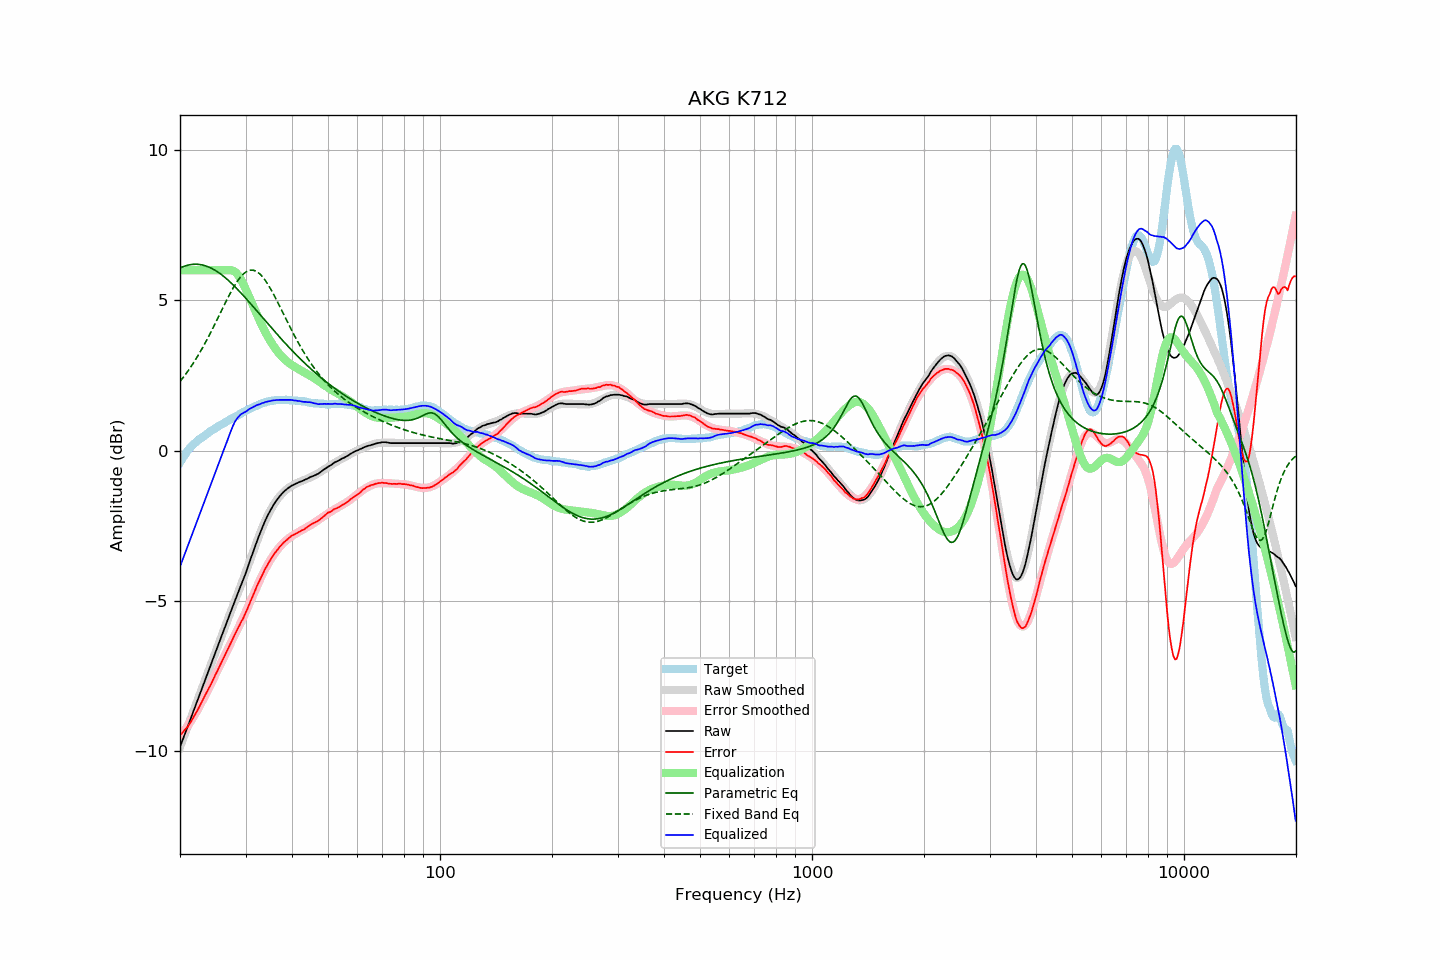 AKG K712
Amplitude (dBr)
10
5
0
−5
−10
Target
Raw Smoothed
Error Smoothed
Raw
Error
Equalization
Parametric Eq
Fixed Band Eq
Equalized
100
1000
10000
Frequency (Hz)